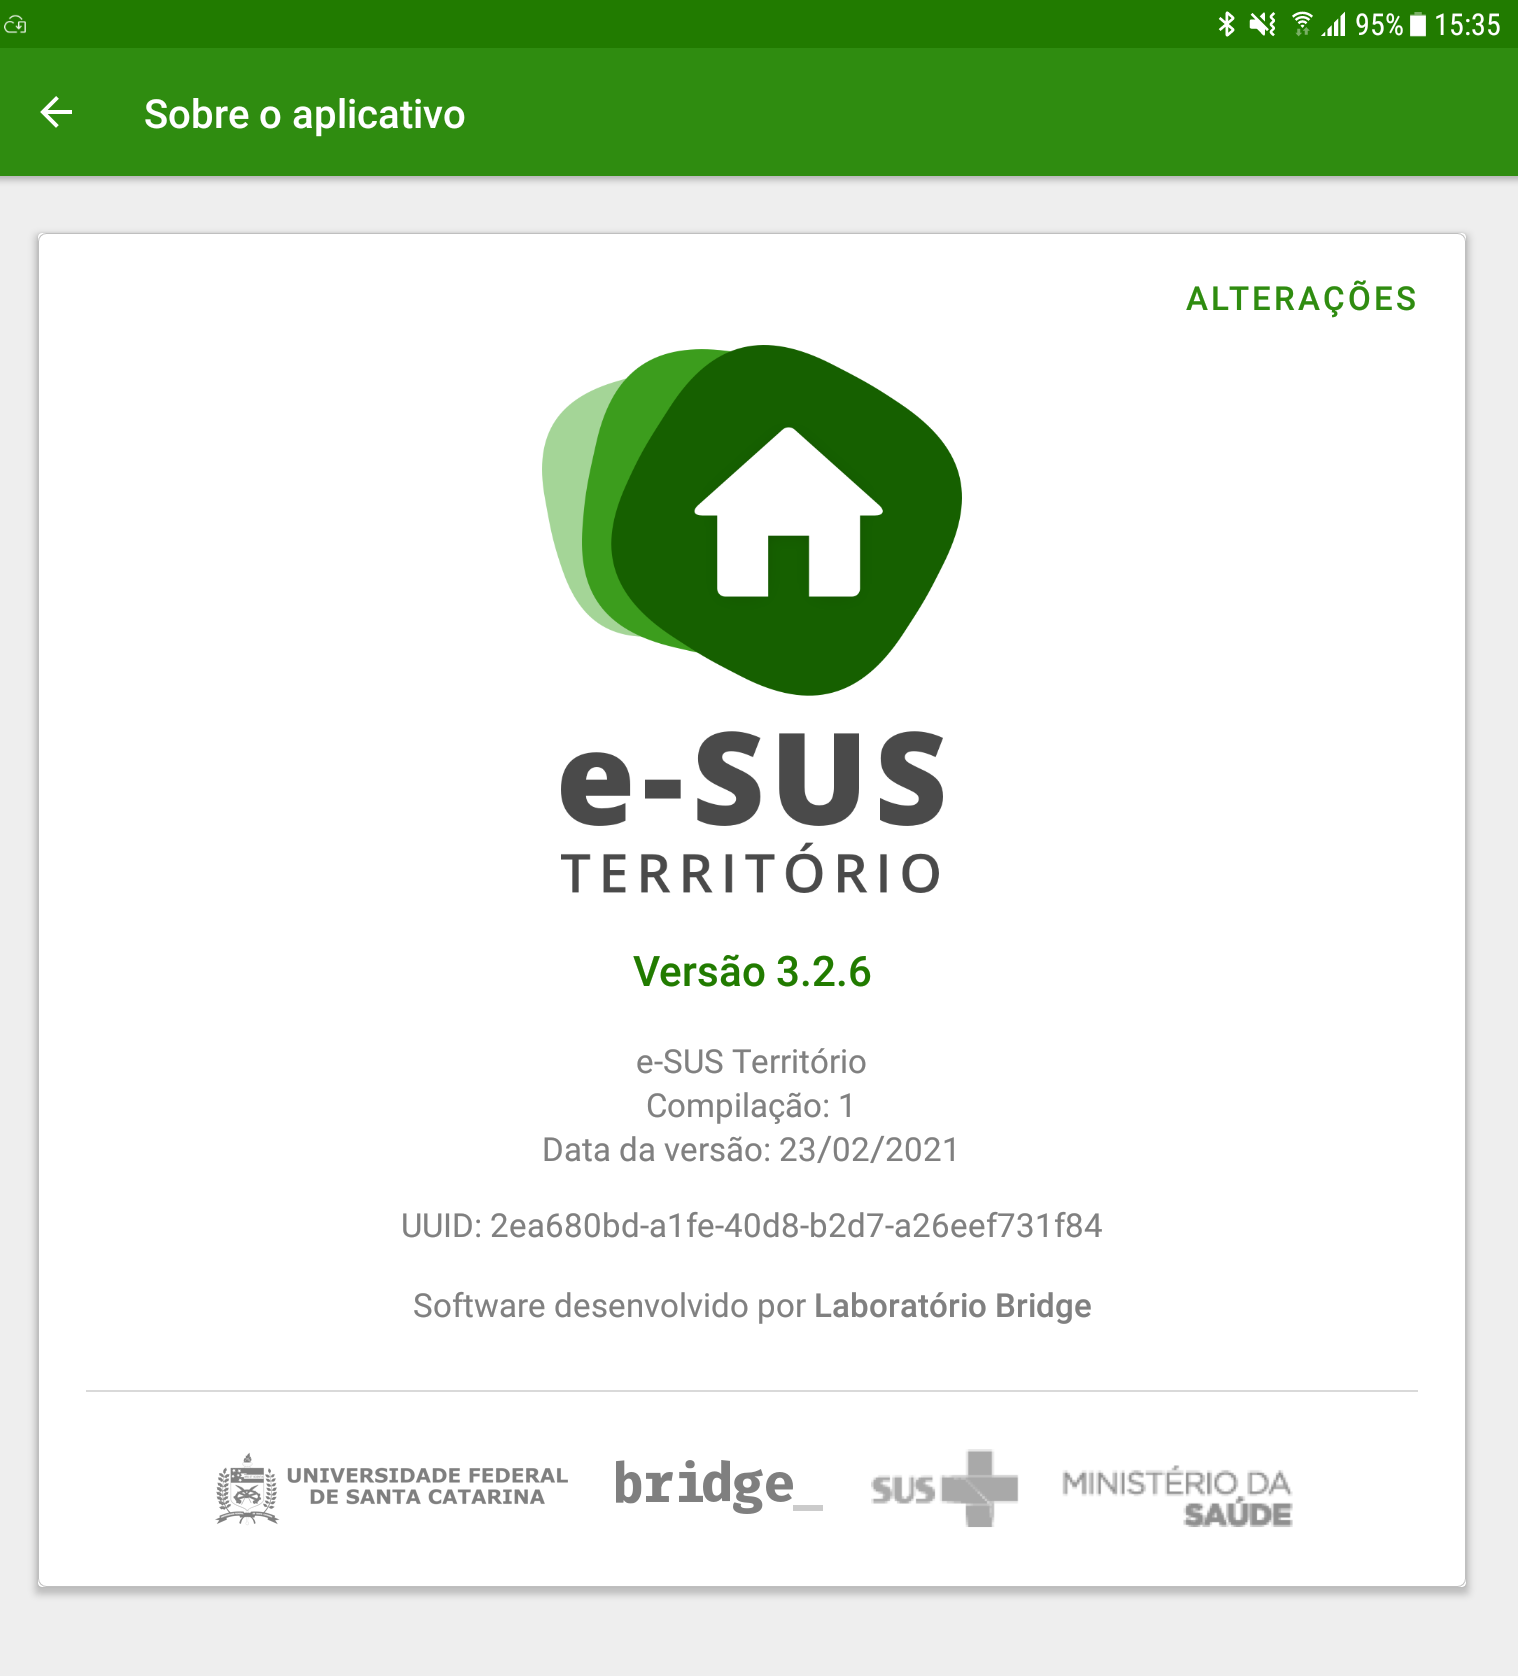 95% 15:35
Sobre o aplicativo
ALTERAÇÕES
e-SUS
TERRITÓRIO
Versão 3.2.6
e-SUS Território
Compilação: 1
Data da versão: 23/02/2021
UUID: 2ea680bd-a1fe-40d8-b2d7-a26eef731f84
Software desenvolvido por Laboratório Bridge
UNIVERSIDADE FEDERAL
DE SANTA CATARINA
bridge_
SUS
MINISTÉRIO DA
SAÚDE